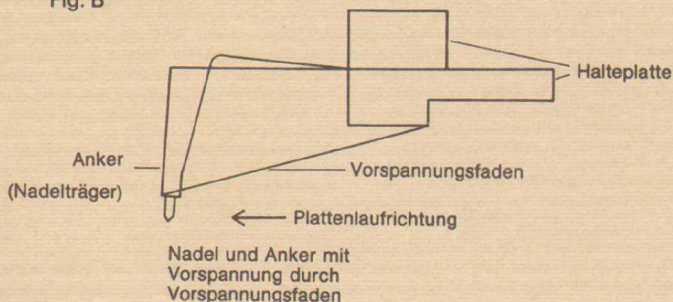 Fig. B
Halteplatte
Anker
(Nadelträger)
Vorspannungsfaden
Plattenlaufrichtung
Nadel und Anker mit
Vorspannung durch
Vorspannungsfaden